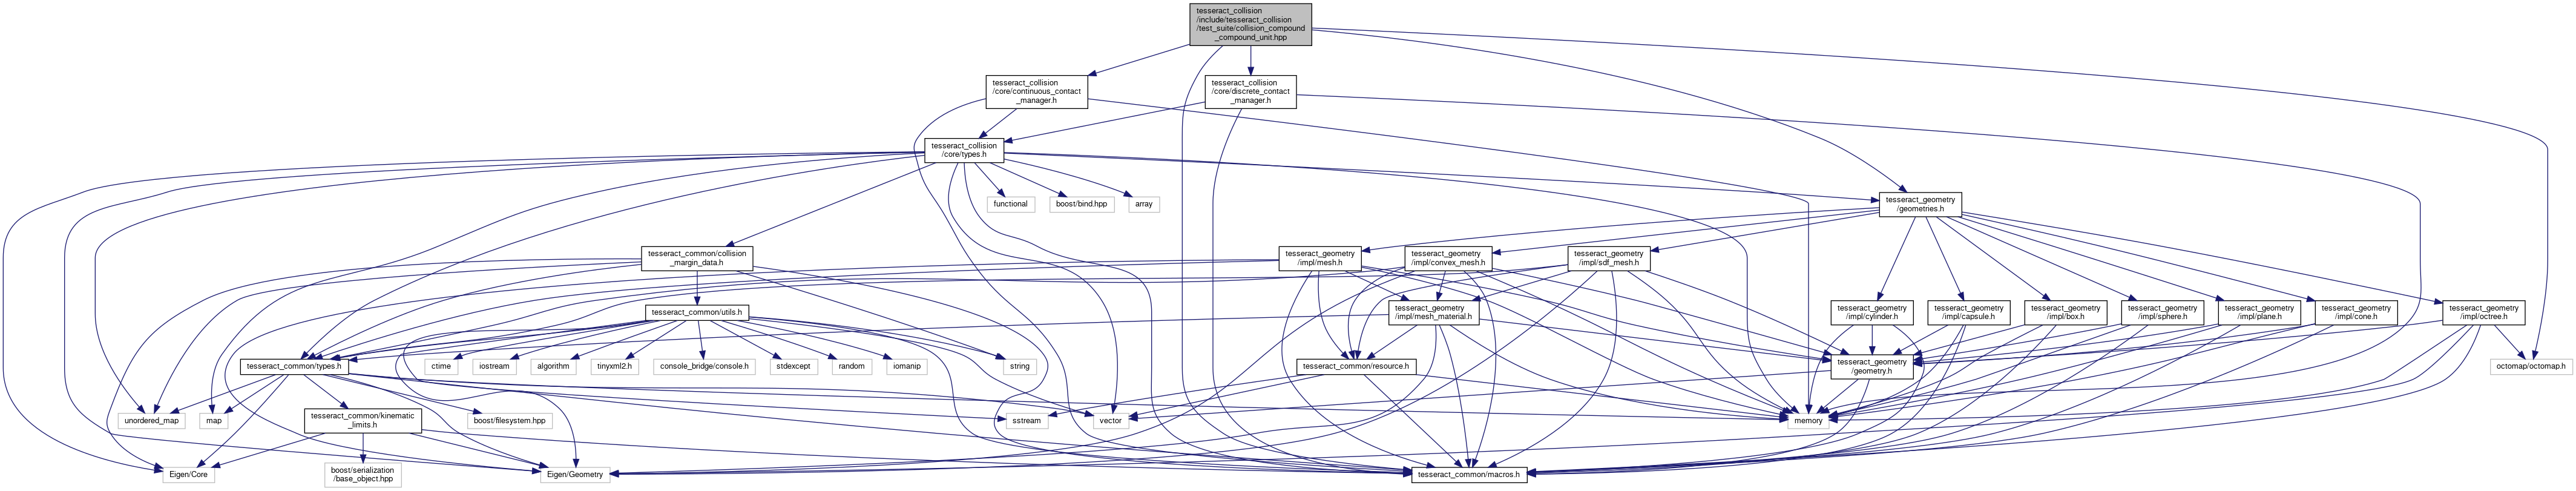 tesseract_collision
/include/tesseract_collision
/test_suite/collision_compound
_compound_unit.hpp
tesseract_collision
/core/continuous_contact
_manager.h
tesseract_collision
/core/discrete_contact
_manager.h
tesseract_collision
/core/types.h
functional
boost/bind.hpp
array
tesseract_geometry
/geometries.h
tesseract_common/collision
_margin_data.h
tesseract_geometry
/impl/mesh.h
tesseract_geometry
/impl/convex_mesh.h
tesseract_geometry
/impl/sdf_mesh.h
tesseract_common/utils.h
tesseract_geometry
/impl/mesh_material.h
tesseract_geometry
/impl/cylinder.h
tesseract_geometry
/impl/capsule.h
tesseract_geometry
/impl/box.h
tesseract_geometry
/impl/sphere.h
tesseract_geometry
/impl/plane.h
tesseract_geometry
/impl/cone.h
tesseract_geometry
/impl/octree.h
tesseract_common/types.h
ctime
iostream
algorithm
tinyxml2.h
console_bridge/console.h
stdexcept
random
iomanip
string
tesseract_common/resource.h
tesseract_geometry
/geometry.h
octomap/octomap.h
unordered_map
map
tesseract_common/kinematic
_limits.h
boost/filesystem.hpp
sstream
vector
memory
Eigen/Core
boost/serialization
/base_object.hpp
Eigen/Geometry
tesseract_common/macros.h